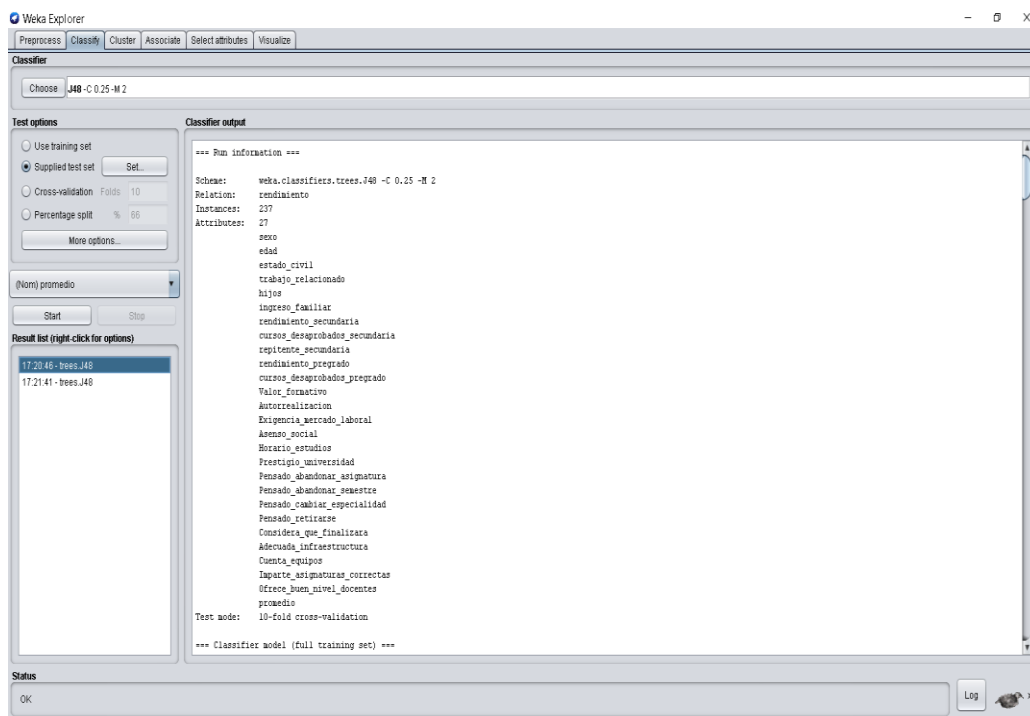 Weka Explorer
Preprocess Classify Cluster Associate Select attributes Visualize
Classifier
Choose J48 -C 0.25 -M 2
Test options
Use training set
Supplied test set Set...
Cross-validation Folds 10
Percentage split % 66
More options...
(Nom) promedio
Start Stop
Result list (right-click for options)
17:20:46 - trees.J48
17:21:41 - trees.J48
Classifier output
=== Run information ===
Scheme: weka.classifiers.trees.J48 -C 0.25 -M 2
Relation: rendimiento
Instances: 237
Attributes: 27
sexo
edad
estado_civil
trabajo_relacionado
hijos
ingreso_familiar
rendimiento_secundaria
cursos_desaprobados_secundaria
repitente_secundaria
rendimiento_pregrado
cursos_desaprobados_pregrado
Valor_formativo
Autorrealizacion
Exigencia_mercado_laboral
Asenso_social
Horario_estudios
Prestigio_universidad
Pensado_abandonar_asignatura
Pensado_abandonar_semestre
Pensado_cambiar_especialidad
Pensado_retirarse
Considera_que_finalizara
Adecuada_infraestructura
Cuenta_equipos
Imparte_asignaturas_correctas
Ofrece_buen_nivel_docentes
promedio
Test mode: 10-fold cross-validation
=== Classifier model (full training set) ===
Status
OK
Log
x